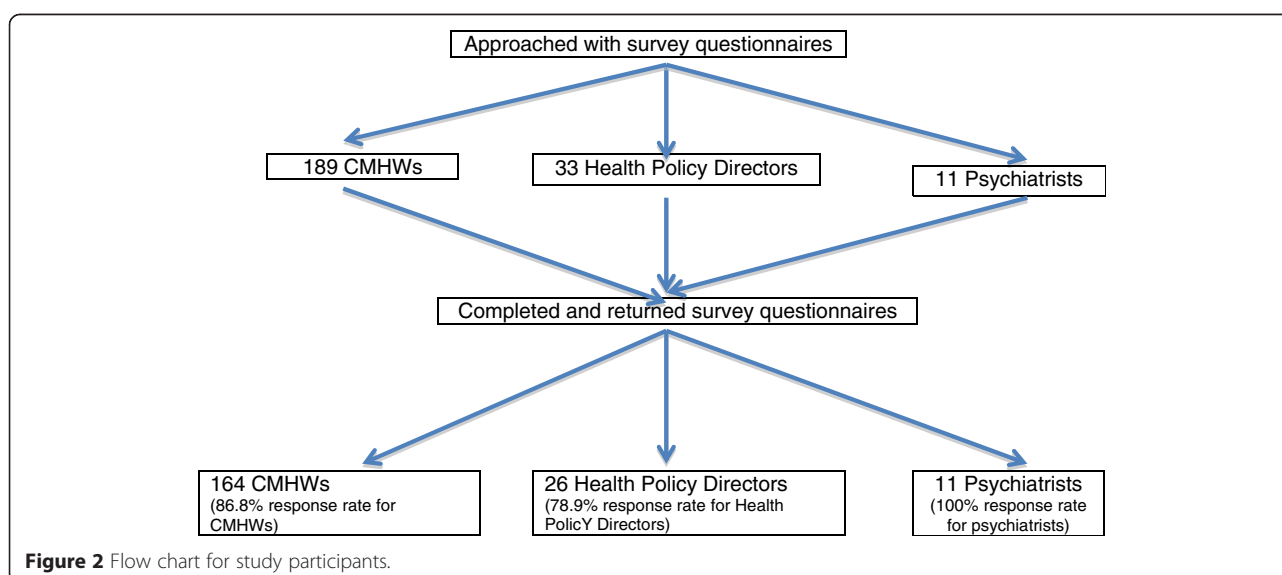 Approached with survey questionnaires
189 CMHWs
33 Health Policy Directors
11 Psychiatrists
Completed and returned survey questionnaires
164 CMHWs
(86.8% response rate for
CMHWs)
26 Health Policy Directors
(78.9% response rate for Health
PolicY Directors)
11 Psychiatrists
(100% response rate
for psychiatrists)
Figure 2 Flow chart for study participants.